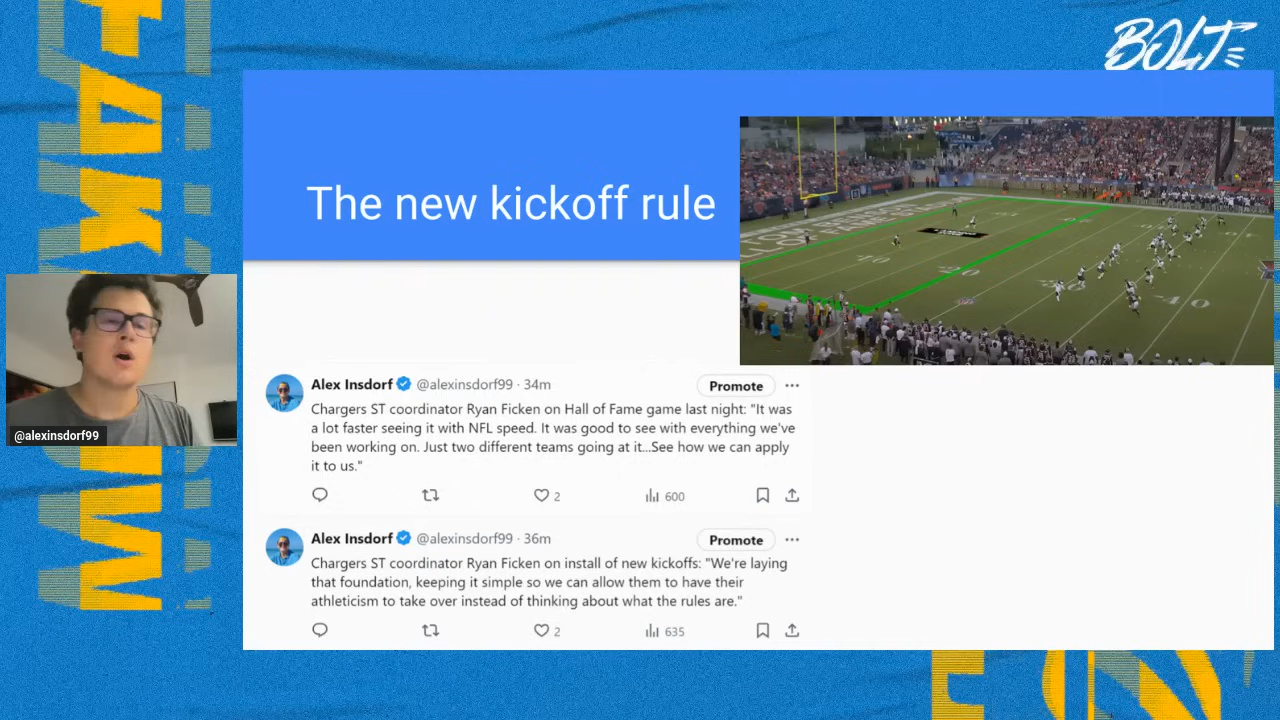 BOLT
The new kickoff rule
Alex Insdorf @alexinsdorf99 · 34m
Promote
Chargers ST coordinator Ryan Ficken on Hall of Fame game last night: "It was
a lot faster seeing it with NFL speed. It was good to see with everything we've
been working on. Just two different teams going at it...See how we can apply
it to us."
2
600
@alexinsdorf99
Alex Insdorf @alexinsdorf99 · 36m
Promote
Chargers ST coordinator Ryan Ficken on install of new kickoffs: "We're laying
that foundation, keeping it simple so we can allow them to have their
athleticism to take over instead of thinking about what the rules are."
2
635